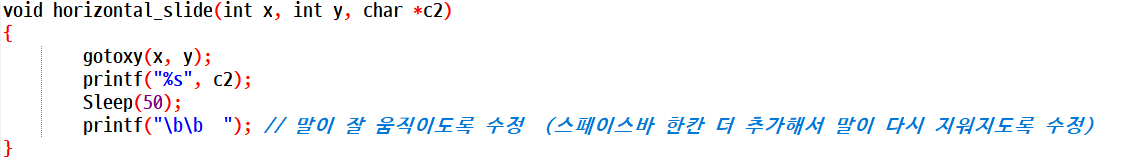 void horizontal_slide(int x, int y, char *c2)
{
gotoxy(x, y);
printf("%s", c2);
Sleep(50);
printf("\b\b  "); // 말이 잘 움직이도록 수정  (스페이스바 한칸 더 추가해서 말이 다시 지워지도록 수정)
}